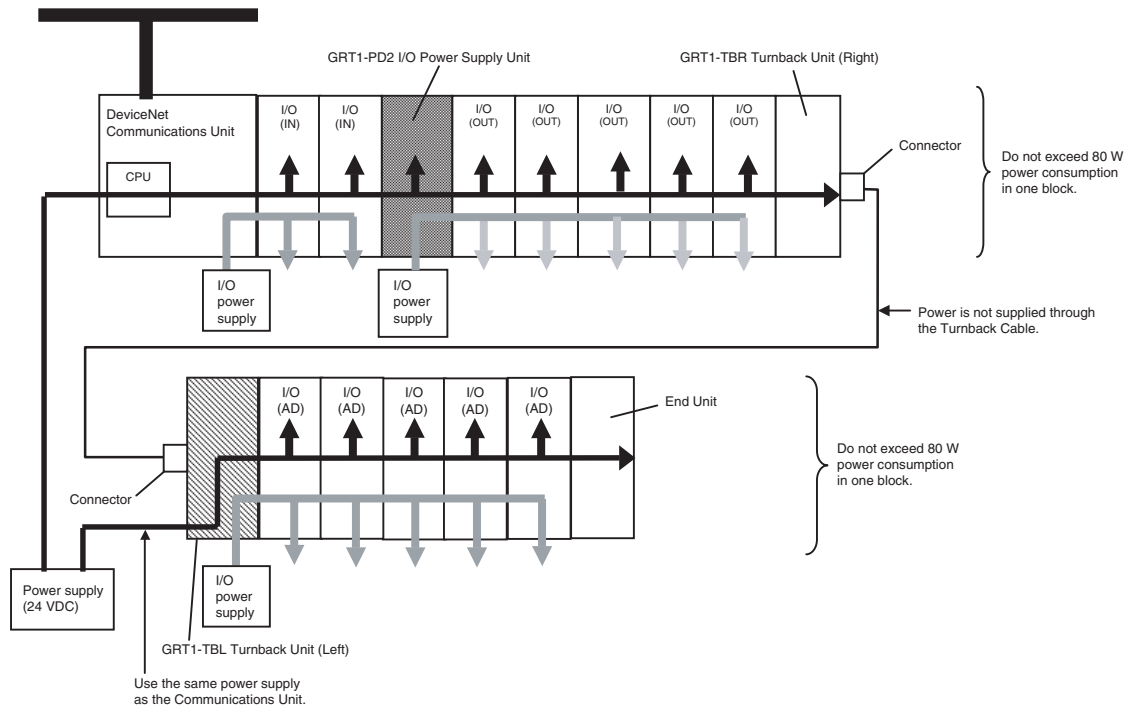 GRT1-PD2 I/O Power Supply Unit
GRT1-TBR Turnback Unit (Right)
DeviceNet
Communications Unit
CPU
I/O
(IN)
I/O
(IN)
I/O
(OUT)
I/O
(OUT)
I/O
(OUT)
I/O
(OUT)
I/O
(OUT)
Connector
Do not exceed 80 W
power consumption
in one block.
I/O
power
supply
I/O
power
supply
Power is not supplied through
the Turnback Cable.
I/O
(AD)
I/O
(AD)
I/O
(AD)
I/O
(AD)
I/O
(AD)
End Unit
Do not exceed 80 W
power consumption
in one block.
Connector
Power supply
(24 VDC)
I/O
power
supply
GRT1-TBL Turnback Unit (Left)
Use the same power supply
as the Communications Unit.